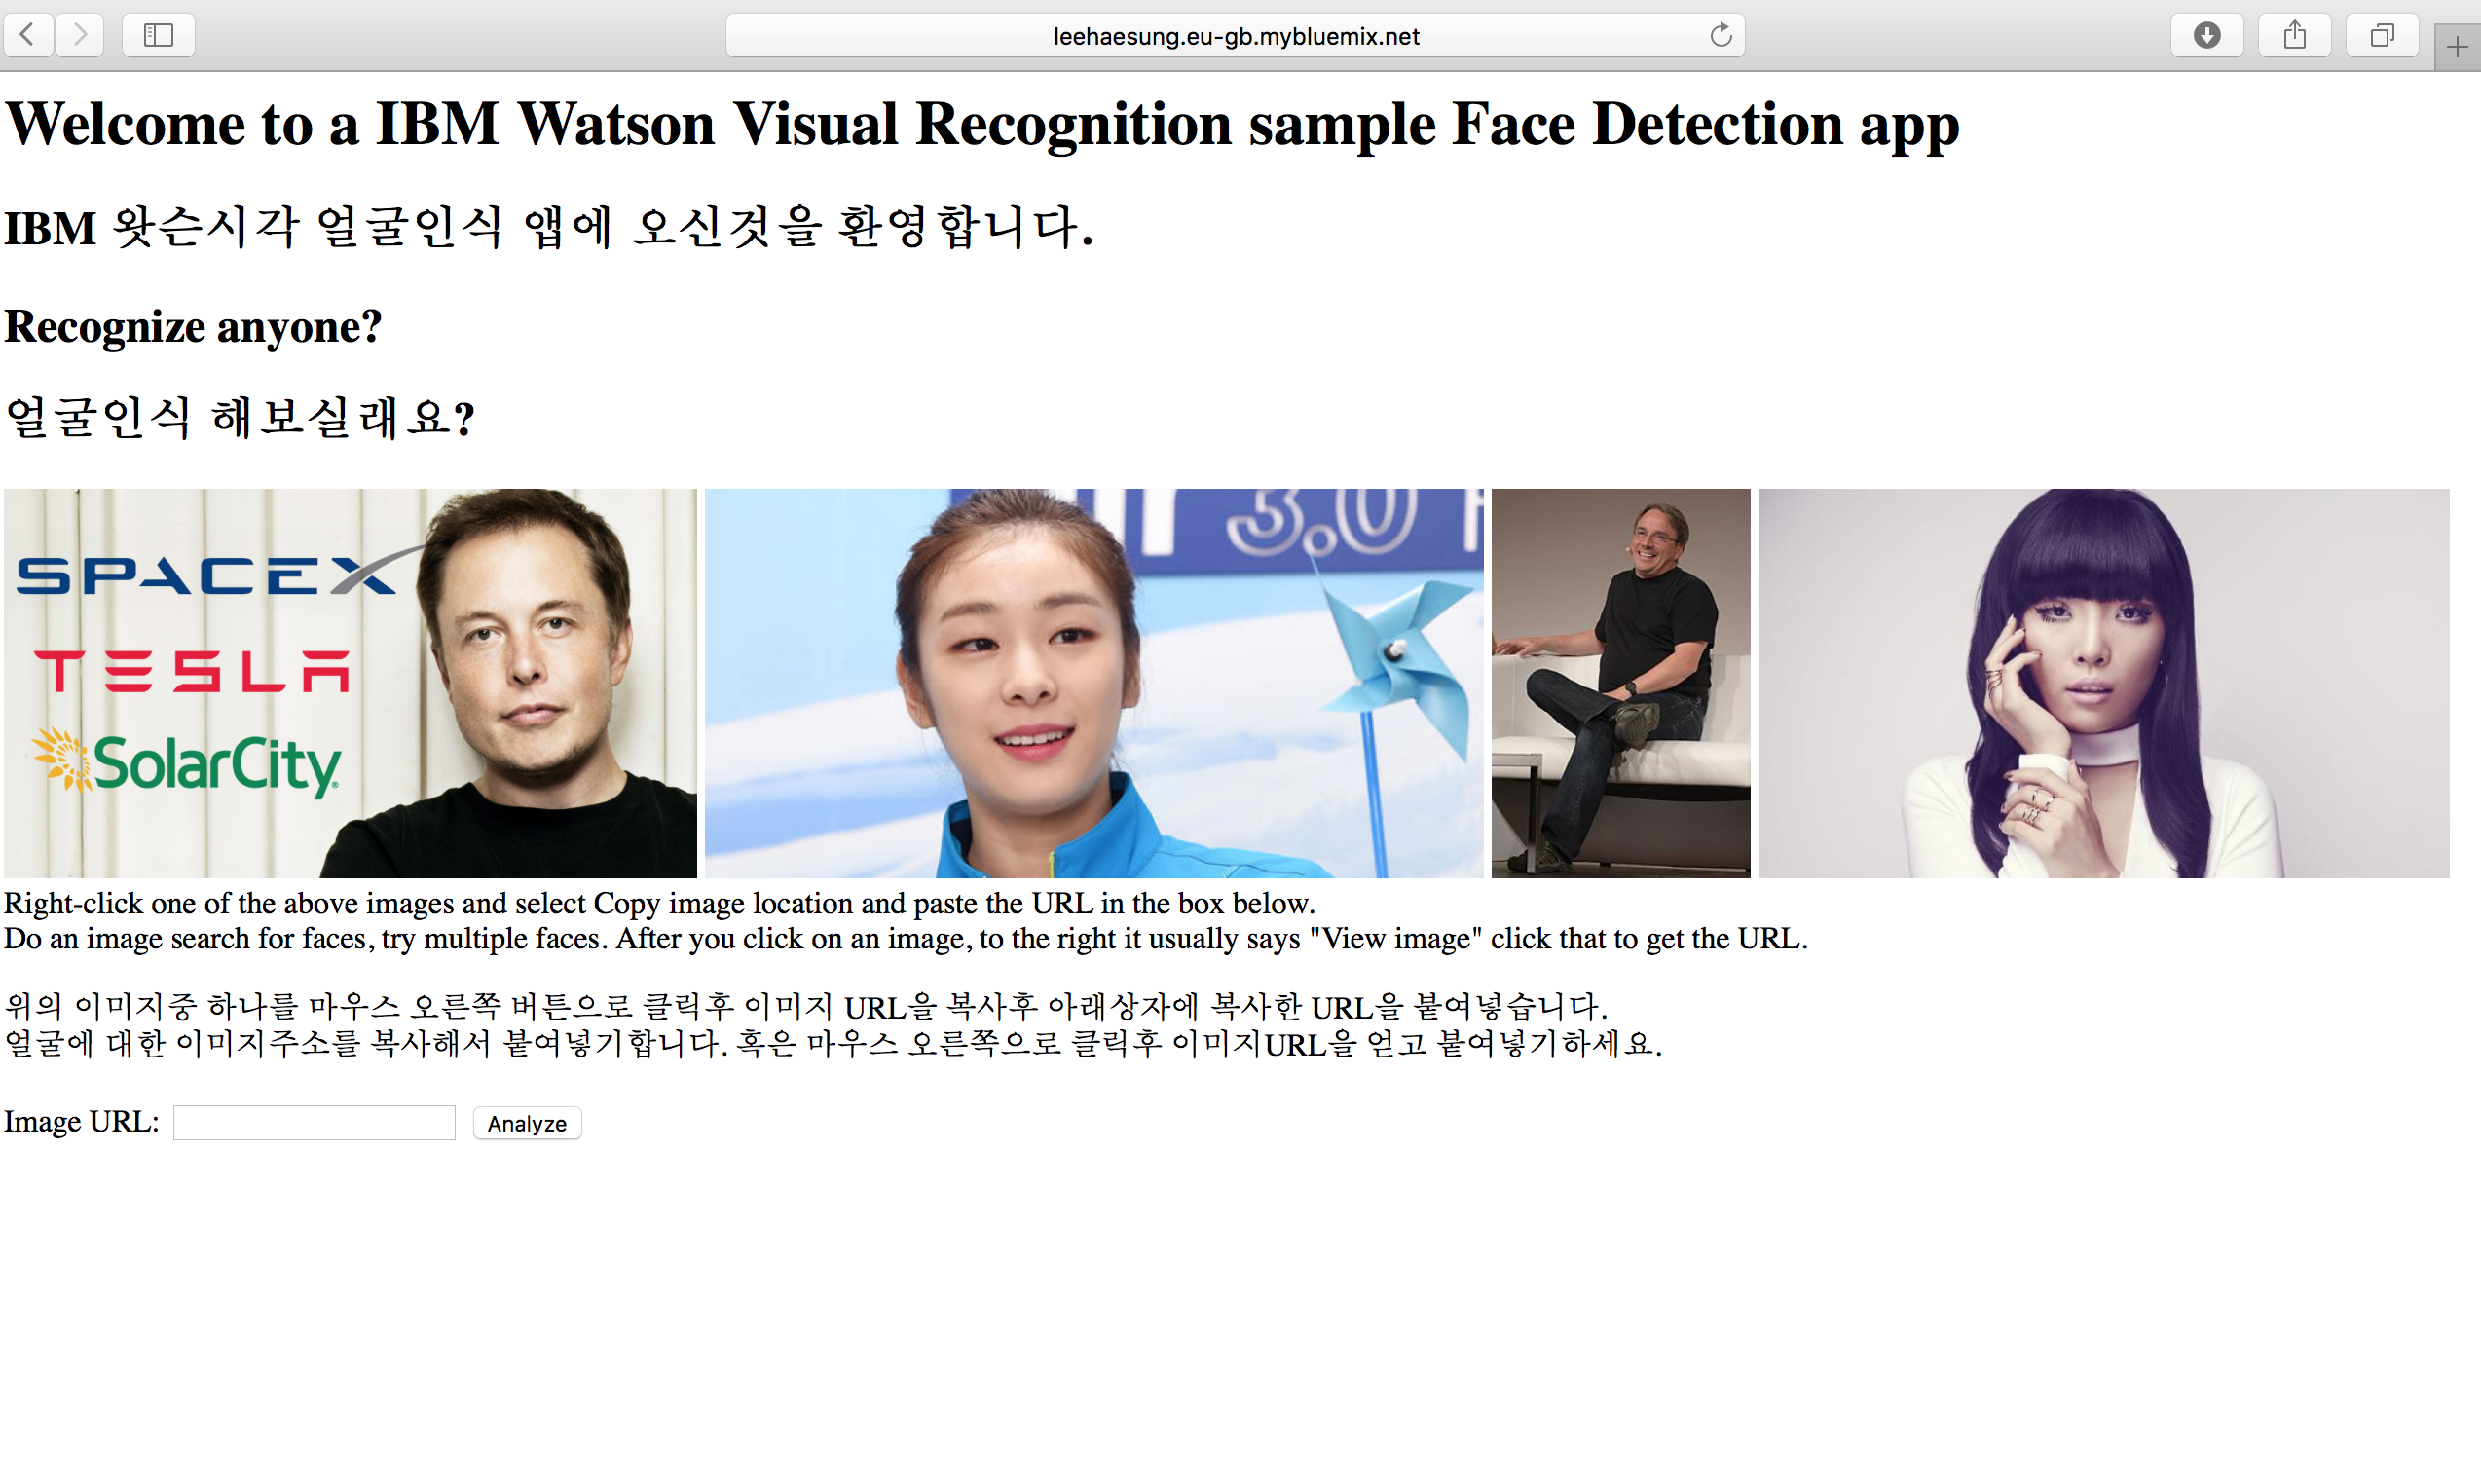 leehaesung.eu-gb.mybluemix.net
Welcome to a IBM Watson Visual Recognition sample Face Detection app
IBM 왓슨시각 얼굴인식 앱에 오신것을 환영합니다.
Recognize anyone?
얼굴인식 해보실래요?
SPACEX
TESLA
SolarCity
3.0
Right-click one of the above images and select Copy image location and paste the URL in the box below.
Do an image search for faces, try multiple faces. After you click on an image, to the right it usually says "View image" click that to get the URL.
위의 이미지중 하나를 마우스 오른쪽 버튼으로 클릭후 이미지 URL을 복사후 아래상자에 복사한 URL을 붙여넣습니다.
얼굴에 대한 이미지주소를 복사해서 붙여넣기합니다. 혹은 마우스 오른쪽으로 클릭후 이미지URL을 얻고 붙여넣기하세요.
Image URL: Analyze